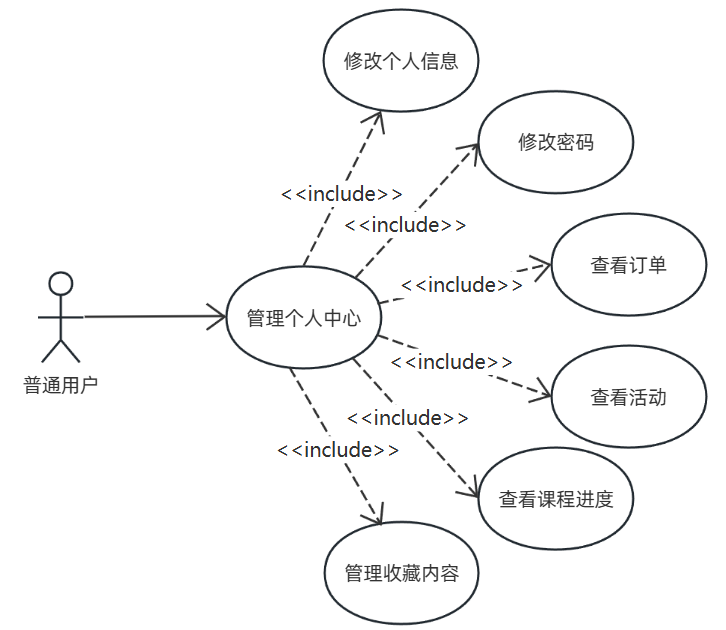 修改个人信息
修改密码
<<include>>
<<include>>
查看订单
<<include>>
管理个人中心
普通用户
<<include>>
查看活动
<<include>>
<<include>>
查看课程进度
管理收藏内容